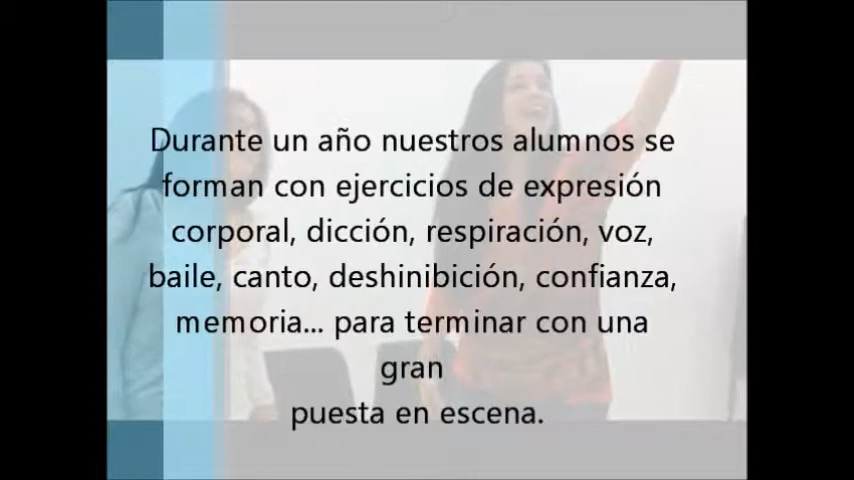 Durante un año nuestros alumnos se
forman con ejercicios de expresión
corporal, dicción, respiración, voz,
baile, canto, deshinibición, confianza,
memoria... para terminar con una
gran
puesta en escena.